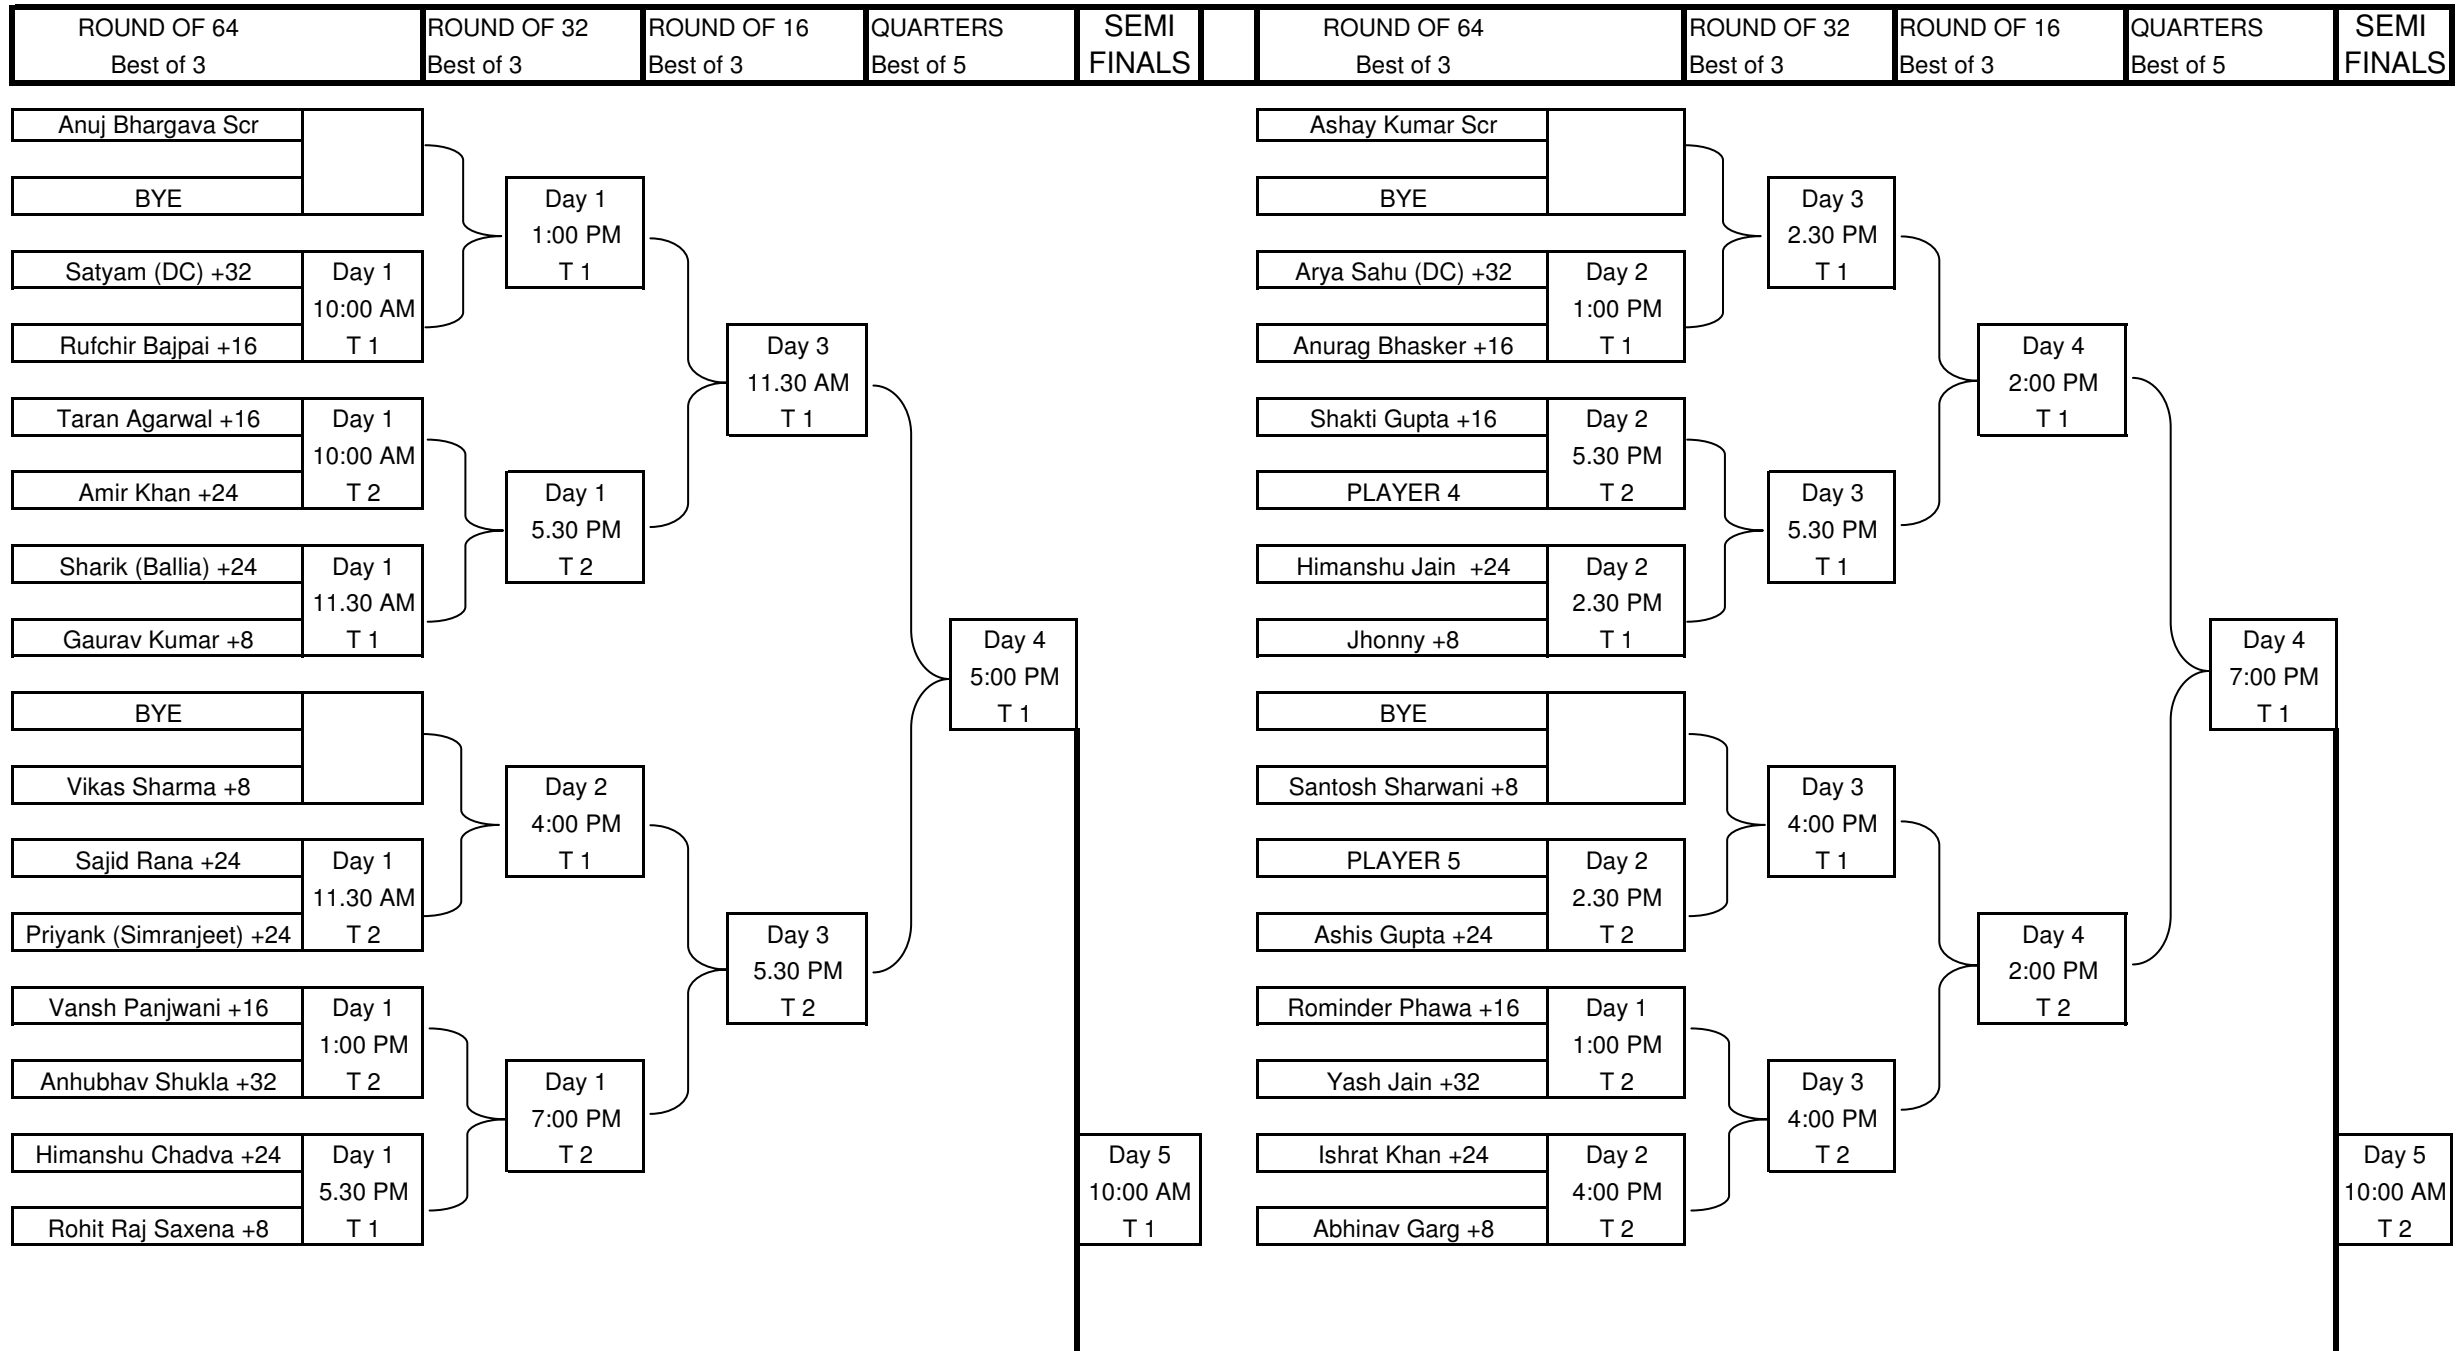 ROUND OF 64
Best of 3
ROUND OF 32
Best of 3
ROUND OF 16
Best of 3
QUARTERS
Best of 5
SEMI
FINALS
ROUND OF 64
Best of 3
ROUND OF 32
Best of 3
ROUND OF 16
Best of 3
QUARTERS
Best of 5
SEMI
FINALS
Anuj Bhargava Scr
BYE
Satyam (DC) +32
Day 1
10:00 AM
T 1
Rufchir Bajpai +16
Taran Agarwal +16
Day 1
10:00 AM
T 2
Amir Khan +24
Sharik (Ballia) +24
Day 1
11.30 AM
T 1
Gaurav Kumar +8
BYE
Vikas Sharma +8
Sajid Rana +24
Day 1
11.30 AM
T 2
Priyank (Simranjeet) +24
Vansh Panjwani +16
Day 1
1:00 PM
T 2
Anhubhav Shukla +32
Himanshu Chadva +24
Day 1
5.30 PM
T 1
Rohit Raj Saxena +8
Day 1
1:00 PM
T 1
Day 1
5.30 PM
T 2
Day 2
4:00 PM
T 1
Day 1
7:00 PM
T 2
Day 3
11.30 AM
T 1
Day 3
5.30 PM
T 2
Day 4
5:00 PM
T 1
Day 5
10:00 AM
T 1
Ashay Kumar Scr
BYE
Arya Sahu (DC) +32
Day 2
1:00 PM
T 1
Anurag Bhasker +16
Shakti Gupta +16
Day 2
5.30 PM
T 2
PLAYER 4
Himanshu Jain  +24
Day 2
2.30 PM
T 1
Jhonny +8
BYE
Santosh Sharwani +8
PLAYER 5
Day 2
2.30 PM
T 2
Ashis Gupta +24
Rominder Phawa +16
Day 1
1:00 PM
T 2
Yash Jain +32
Ishrat Khan +24
Day 2
4:00 PM
T 2
Abhinav Garg +8
Day 3
2.30 PM
T 1
Day 3
5.30 PM
T 1
Day 3
4:00 PM
T 1
Day 3
4:00 PM
T 2
Day 4
2:00 PM
T 1
Day 4
2:00 PM
T 2
Day 4
7:00 PM
T 1
Day 5
10:00 AM
T 2